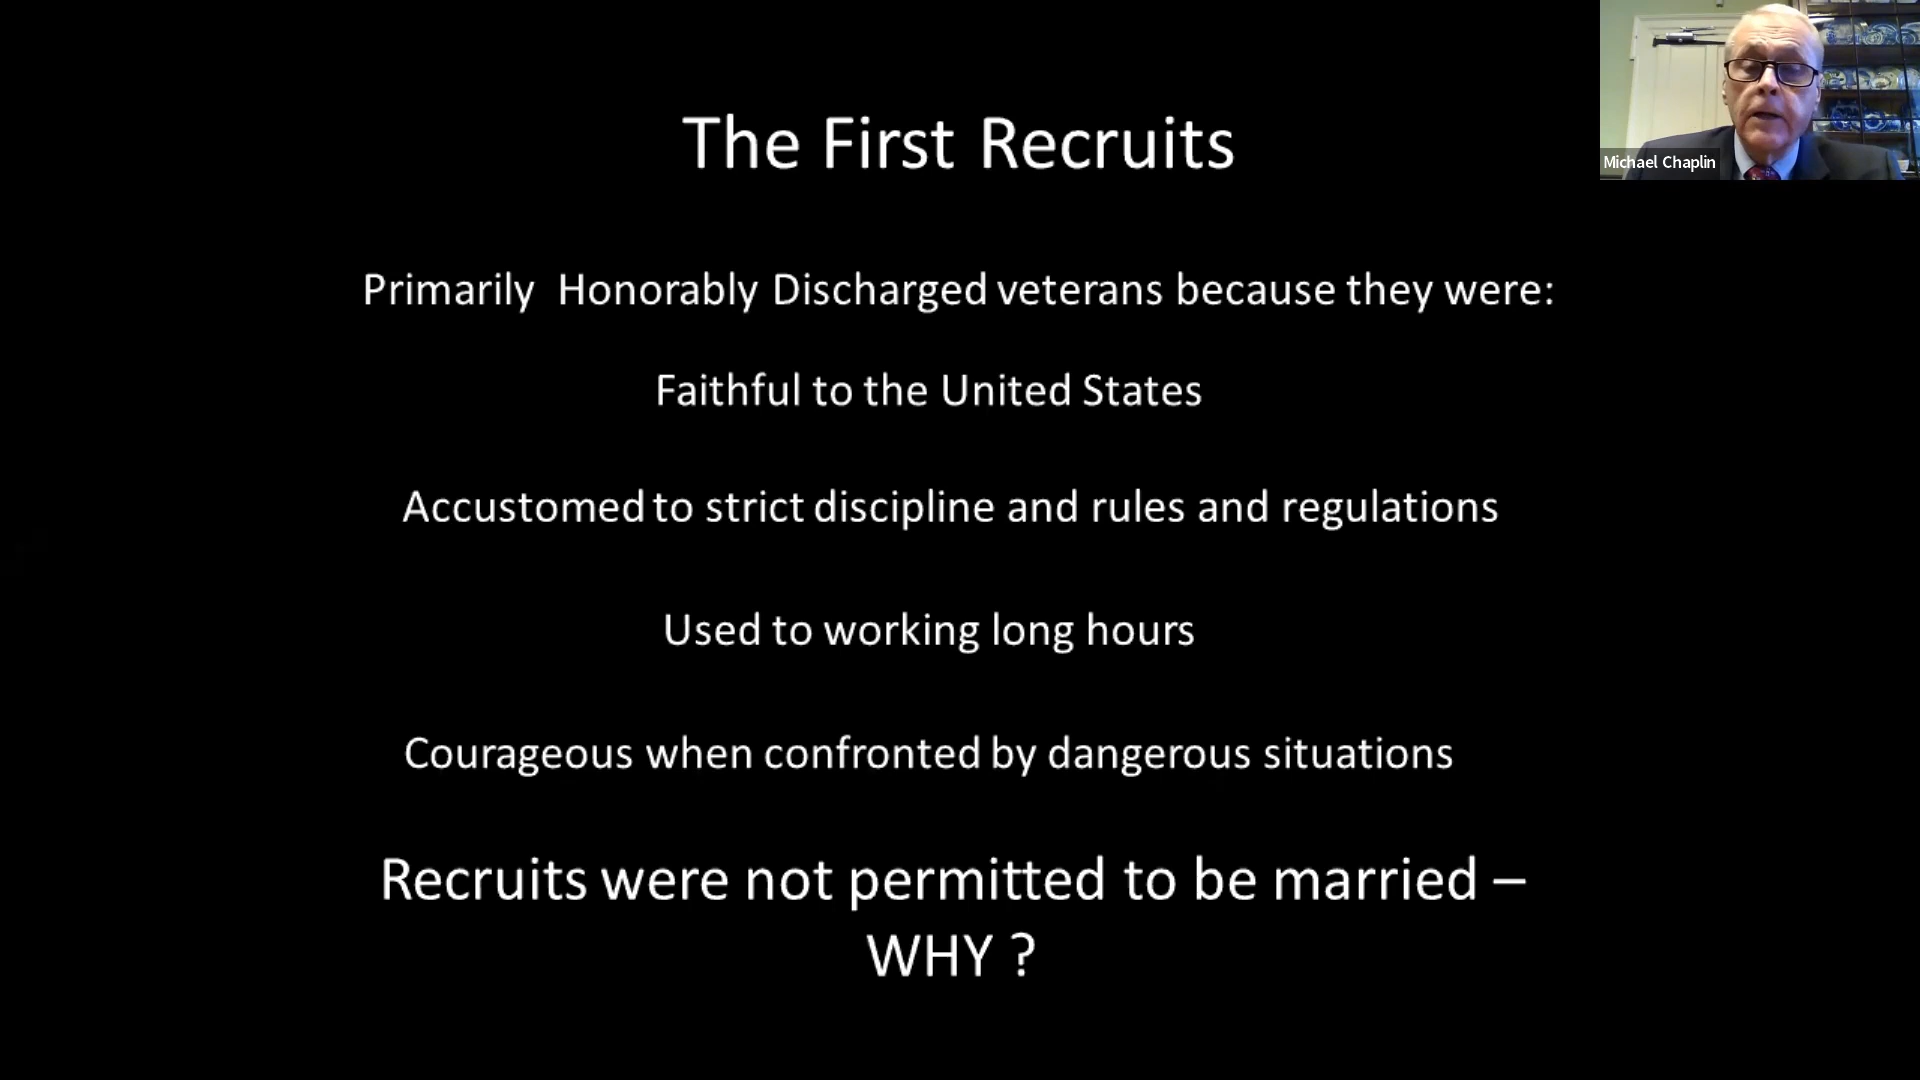 The First Recruits
Michael Chaplin
Primarily Honorably Discharged veterans because they were:
Faithful to the United States
Accustomed to strict discipline and rules and regulations
Used to working long hours
Courageous when confronted by dangerous situations
Recruits were not permitted to be married –
WHY ?